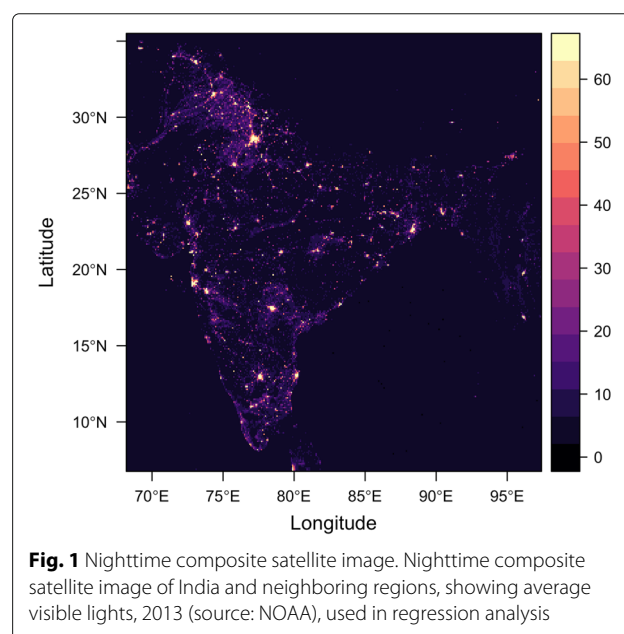 60
50
40
30
20
10
0
30°N
25°N
20°N
15°N
10°N
Latitude
70°E 75°E 80°E 85°E 90°E 95°E
Longitude
Fig. 1 Nighttime composite satellite image. Nighttime composite
satellite image of India and neighboring regions, showing average
visible lights, 2013 (source: NOAA), used in regression analysis